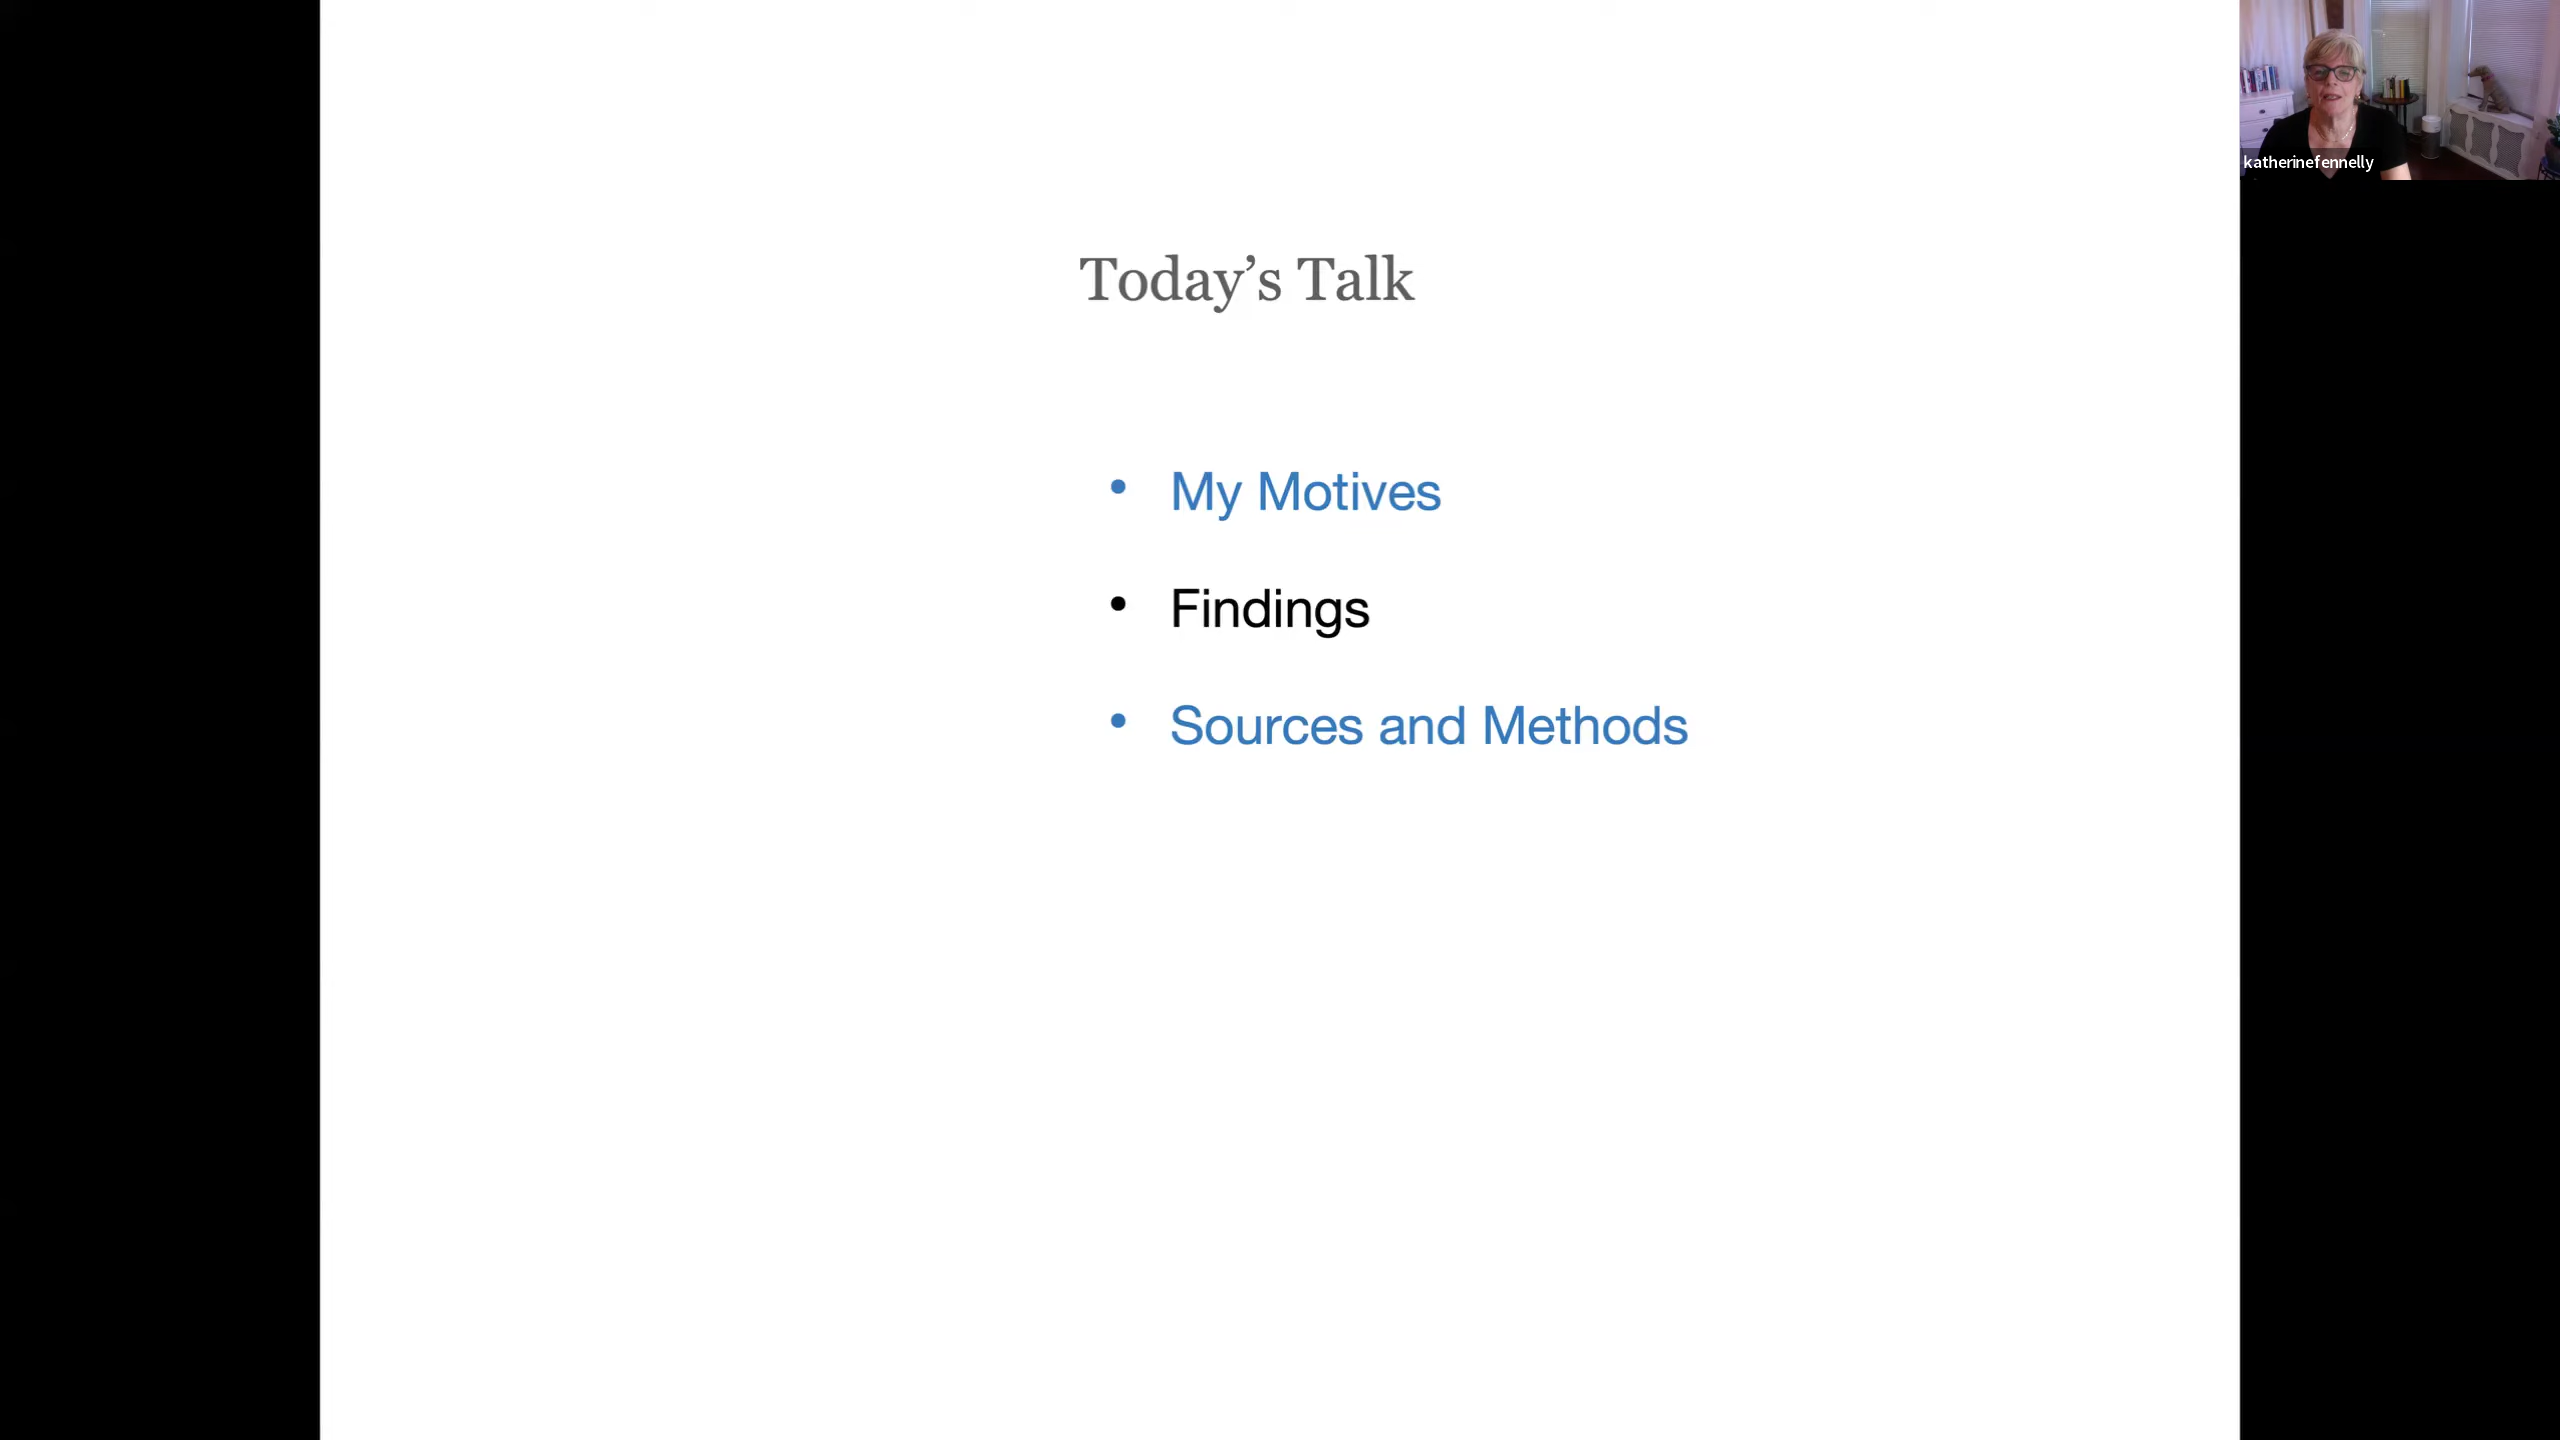 Today’s Talk
• My Motives
• Findings
• Sources and Methods
katherinefennelly